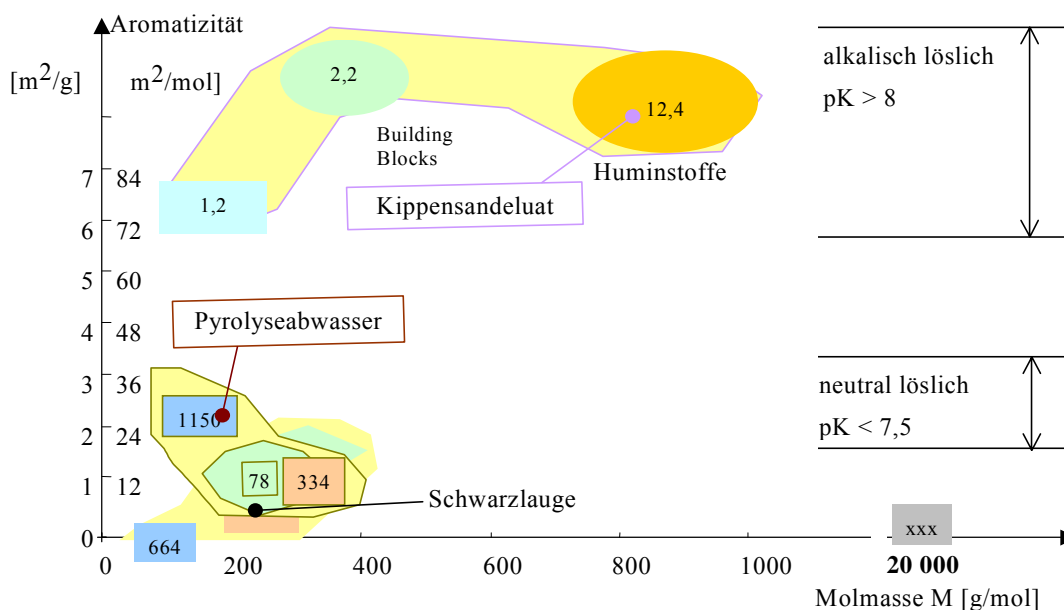 Aromatizität
[m²/g] m²/mol]
alkalisch löslich
pK > 8
2,2
12,4
Building
Blocks
Huminstoffe
7 84
1,2
Kippensandeluat
6 72
5 60
Pyrolyseabwasser
4 48
3 36
neutral löslich
1150
pK < 7,5
2 24
78
334
1 12
Schwarzlauge
xxx
0
664
0 200 400 600 800 1000 20 000
Molmasse M [g/mol]